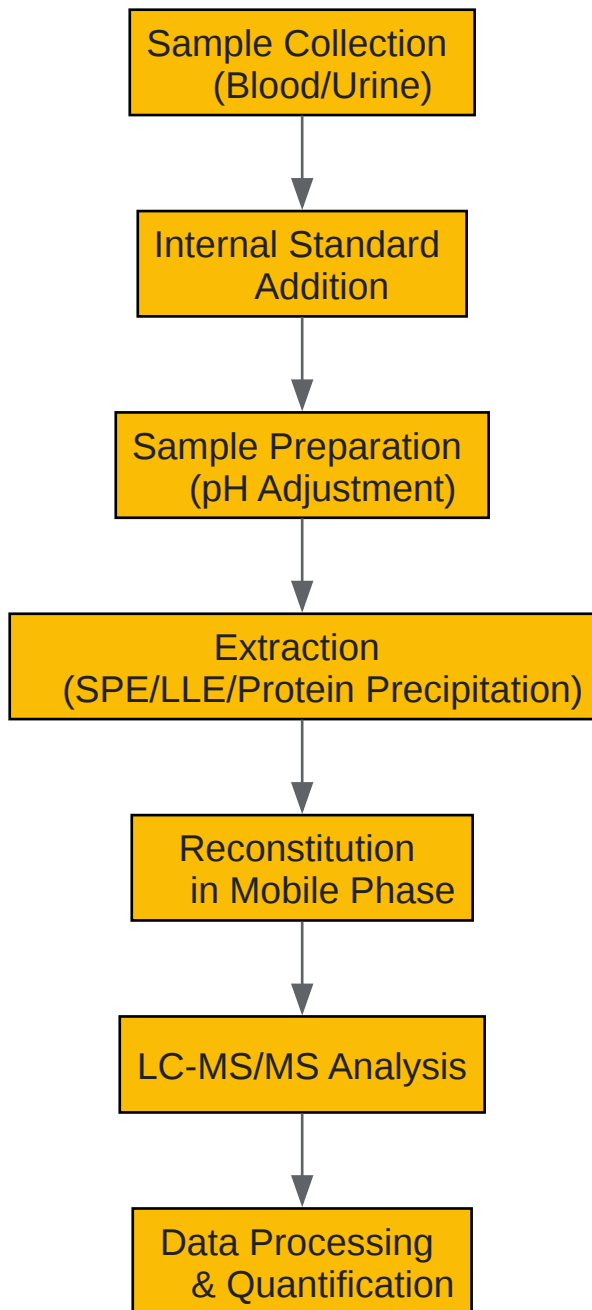 Sample Collection
(Blood/Urine)
Internal Standard
Addition
Sample Preparation
(pH Adjustment)
Extraction
(SPE/LLE/Protein Precipitation)
Reconstitution
in Mobile Phase
LC-MS/MS Analysis
Data Processing
& Quantification